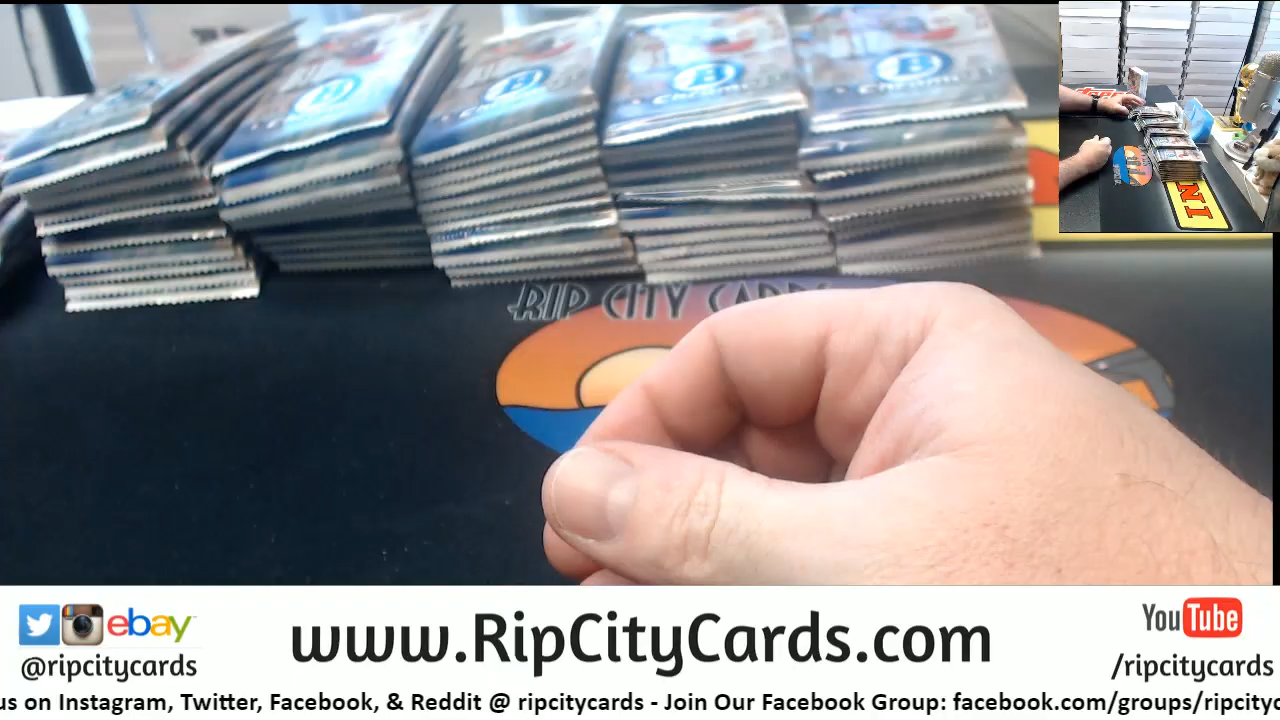 B
B
B
B
RIP CITY CARDS
www.RipCityCards.com
ebay
@ripcitycards
YouTube
/ripcitycards
us on Instagram, Twitter, Facebook, & Reddit @ ripcitycards - Join Our Facebook Group: facebook.com/groups/ripcityc